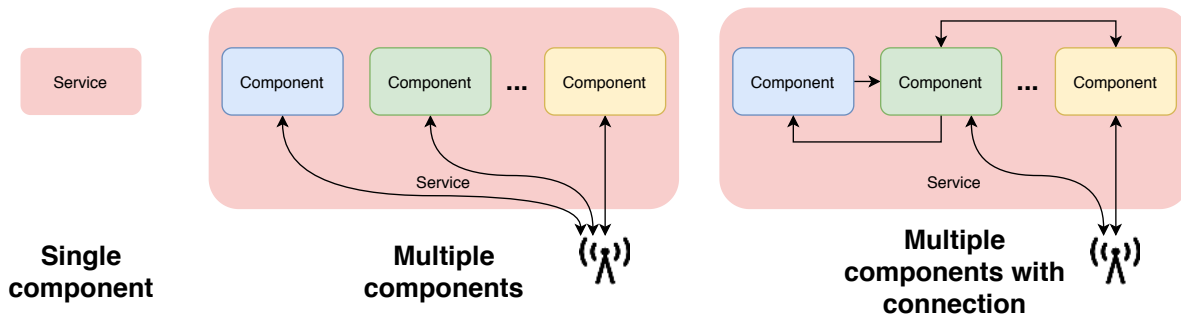 Service
Single
component
Component
Component
...
Component
Service
Multiple
components
Component
Component
...
Component
Service
Multiple
components with
connection